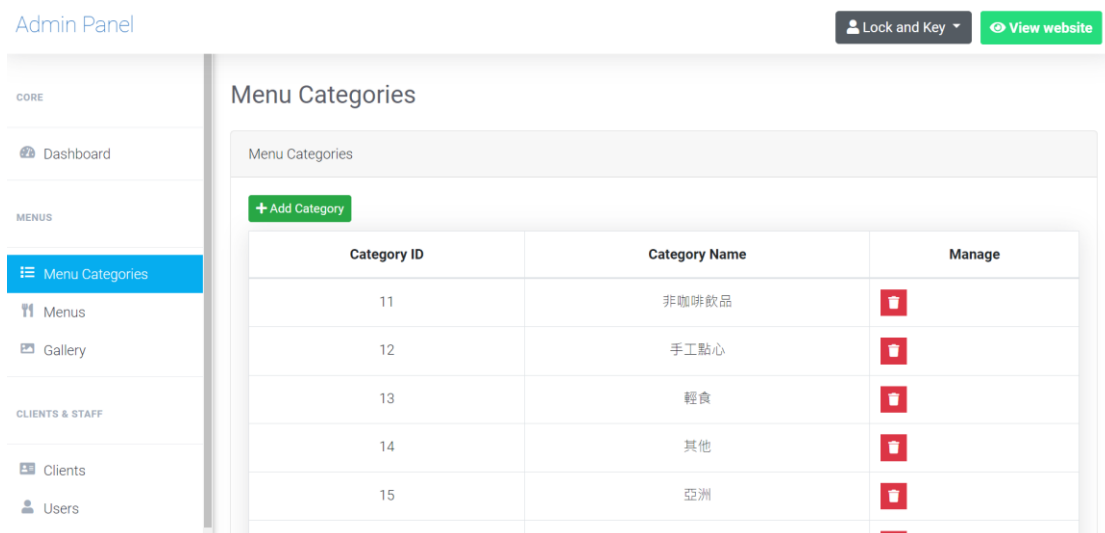 Admin Panel
Lock and Key
View website
CORE
Dashboard
MENUS
Menu Categories
Menus
Gallery
CLIENTS & STAFF
Clients
Users
Menu Categories
Menu Categories
Add Category
Category ID Category Name Manage
11 非咖啡飲品
12 手工點心
13 輕食
14 其他
15 亞洲